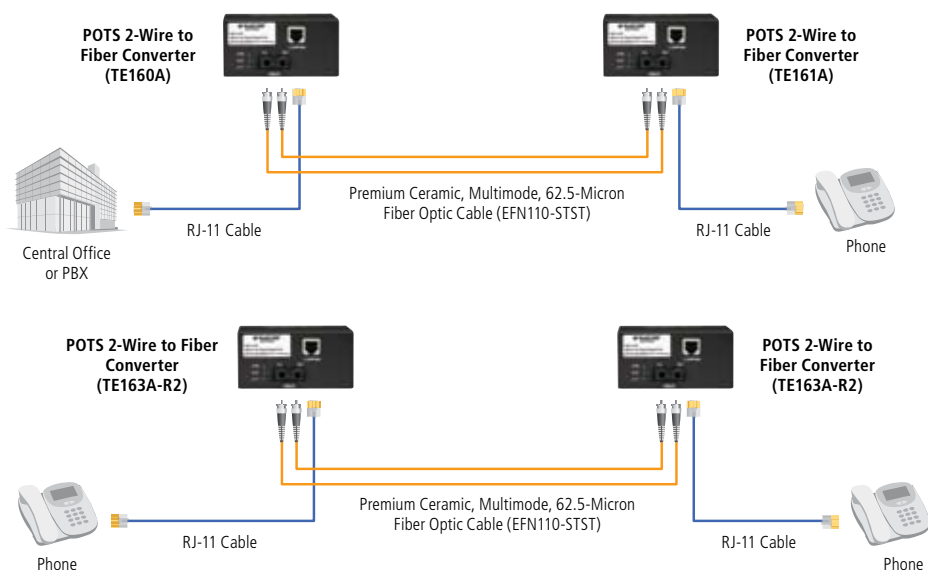 POTS 2-Wire to
Fiber Converter
(TE160A)
POTS 2-Wire to
Fiber Converter
(TE161A)
Premium Ceramic, Multimode, 62.5-Micron
Fiber Optic Cable (EFN110-STST)
RJ-11 Cable
RJ-11 Cable
Central Office
or PBX
Phone
POTS 2-Wire to Fiber
Converter
(TE163A-R2)
POTS 2-Wire to
Fiber Converter
(TE163A-R2)
Premium Ceramic, Multimode, 62.5-Micron
Fiber Optic Cable (EFN110-STST)
RJ-11 Cable
RJ-11 Cable
Phone
Phone